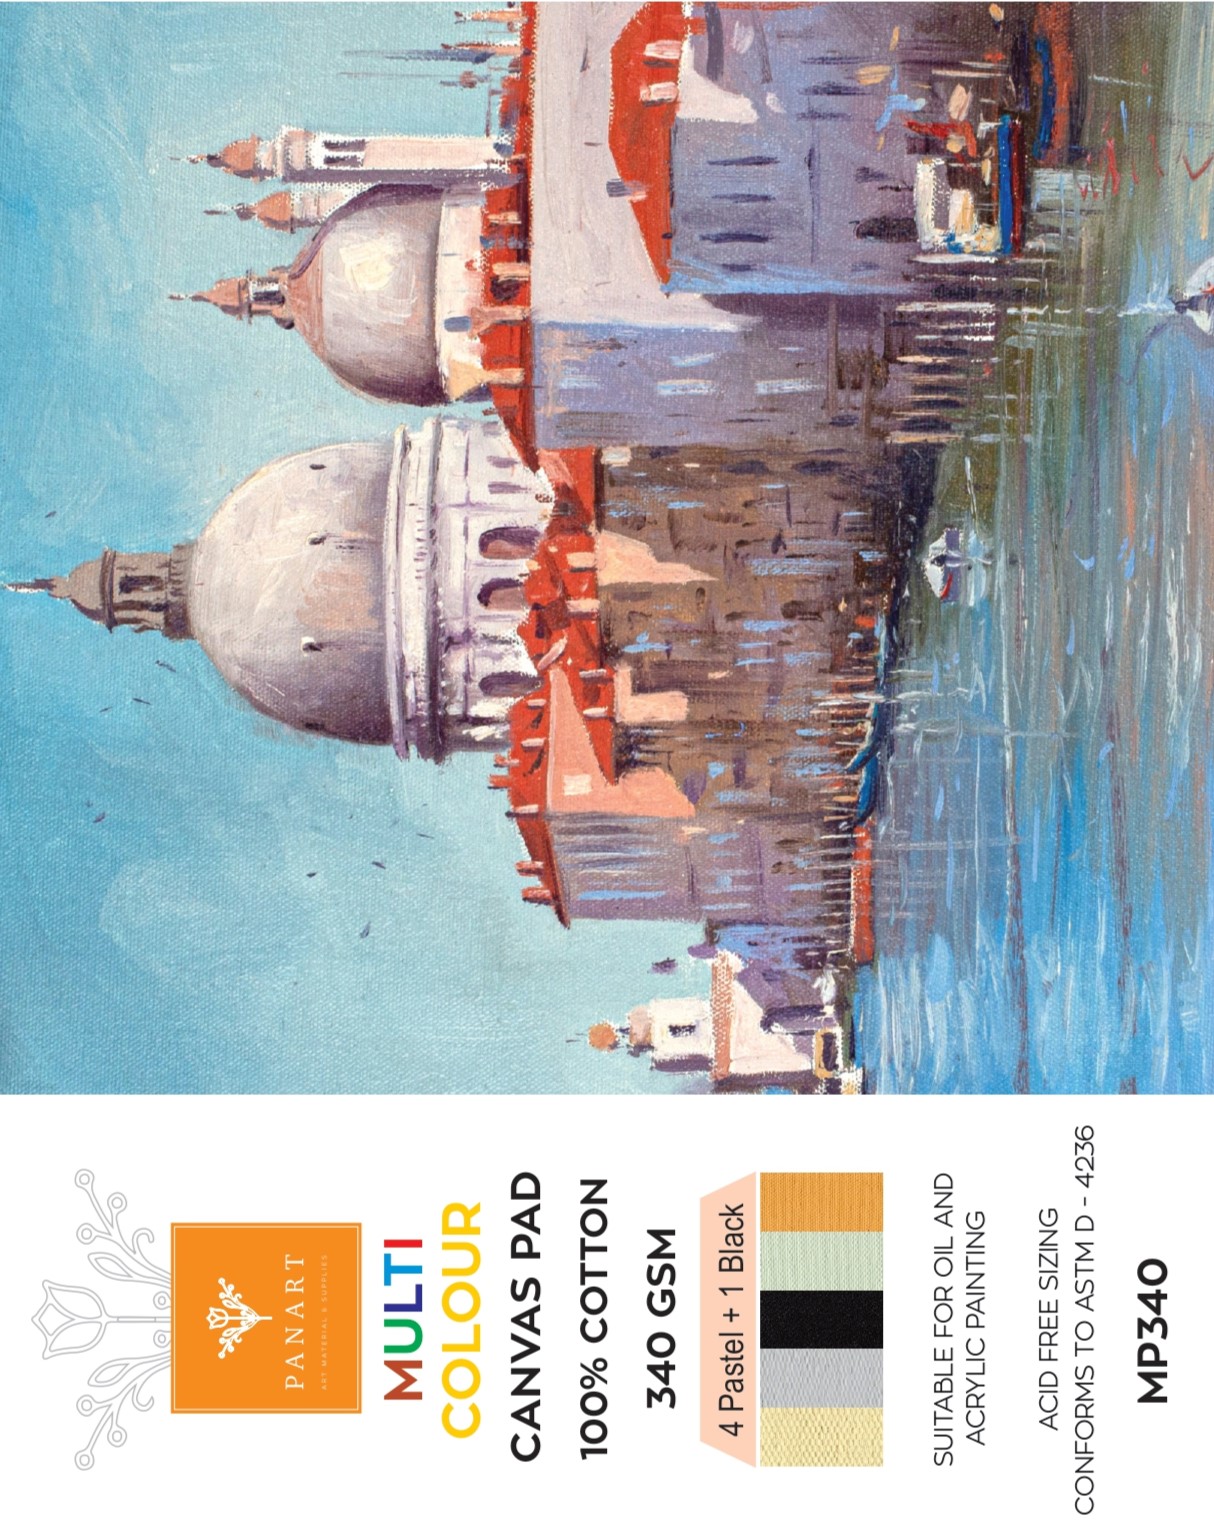 PANART
ART MATERIAL & SUPPLIES
MULTI
COLOUR
CANVAS PAD
100% COTTON
340 GSM
4 Pastel + 1 Black
SUITABLE FOR OIL AND
ACRYLIC PAINTING
ACID FREE SIZING
CONFORMS TO ASTM D - 4236
MP340